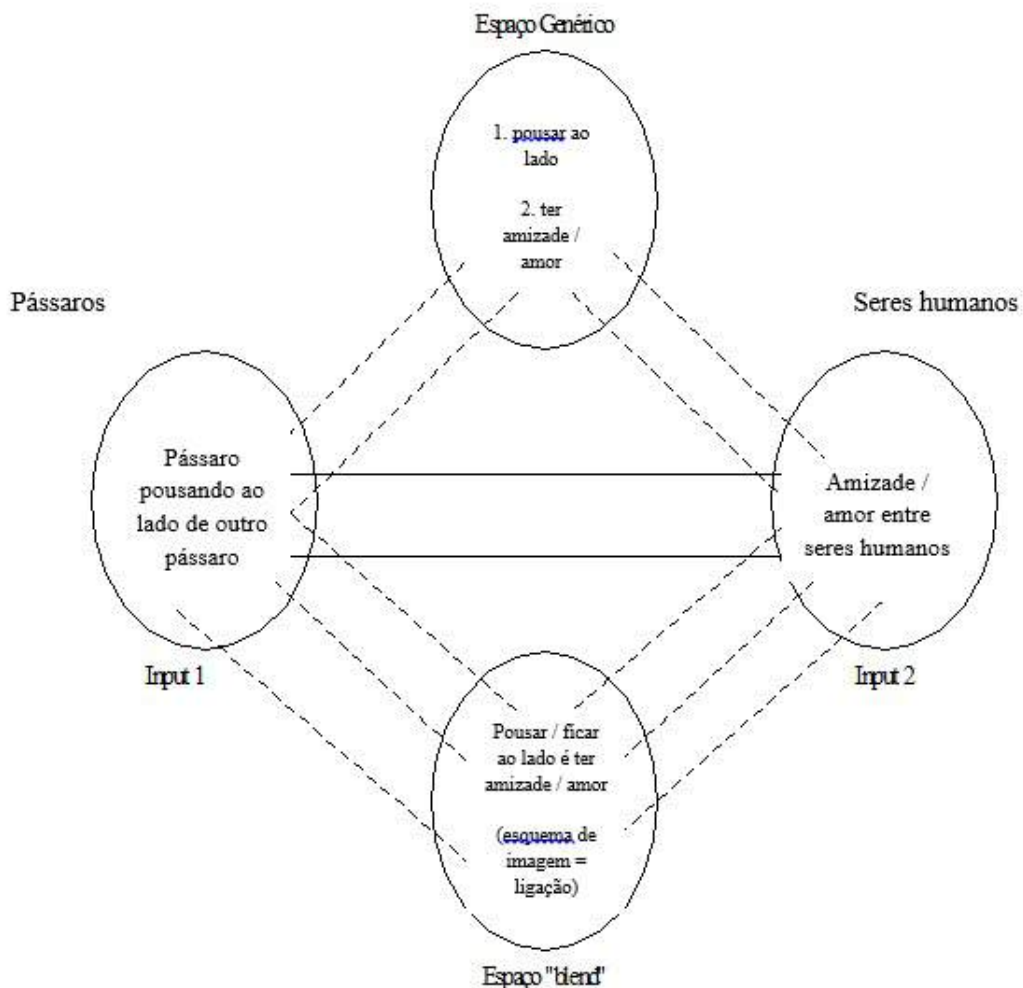 Espaço Genérico
1. pousar ao
lado
2. ter
amizade /
amor
Pássaros
Seres humanos
Pássaro
pousando ao
lado de outro
pássaro
Amizade /
amor entre
seres humanos
Input 1
Input 2
Pousar / ficar
ao lado é ter
amizade / amor
(esquema de
imagem =
ligação)
Espaço "blend"